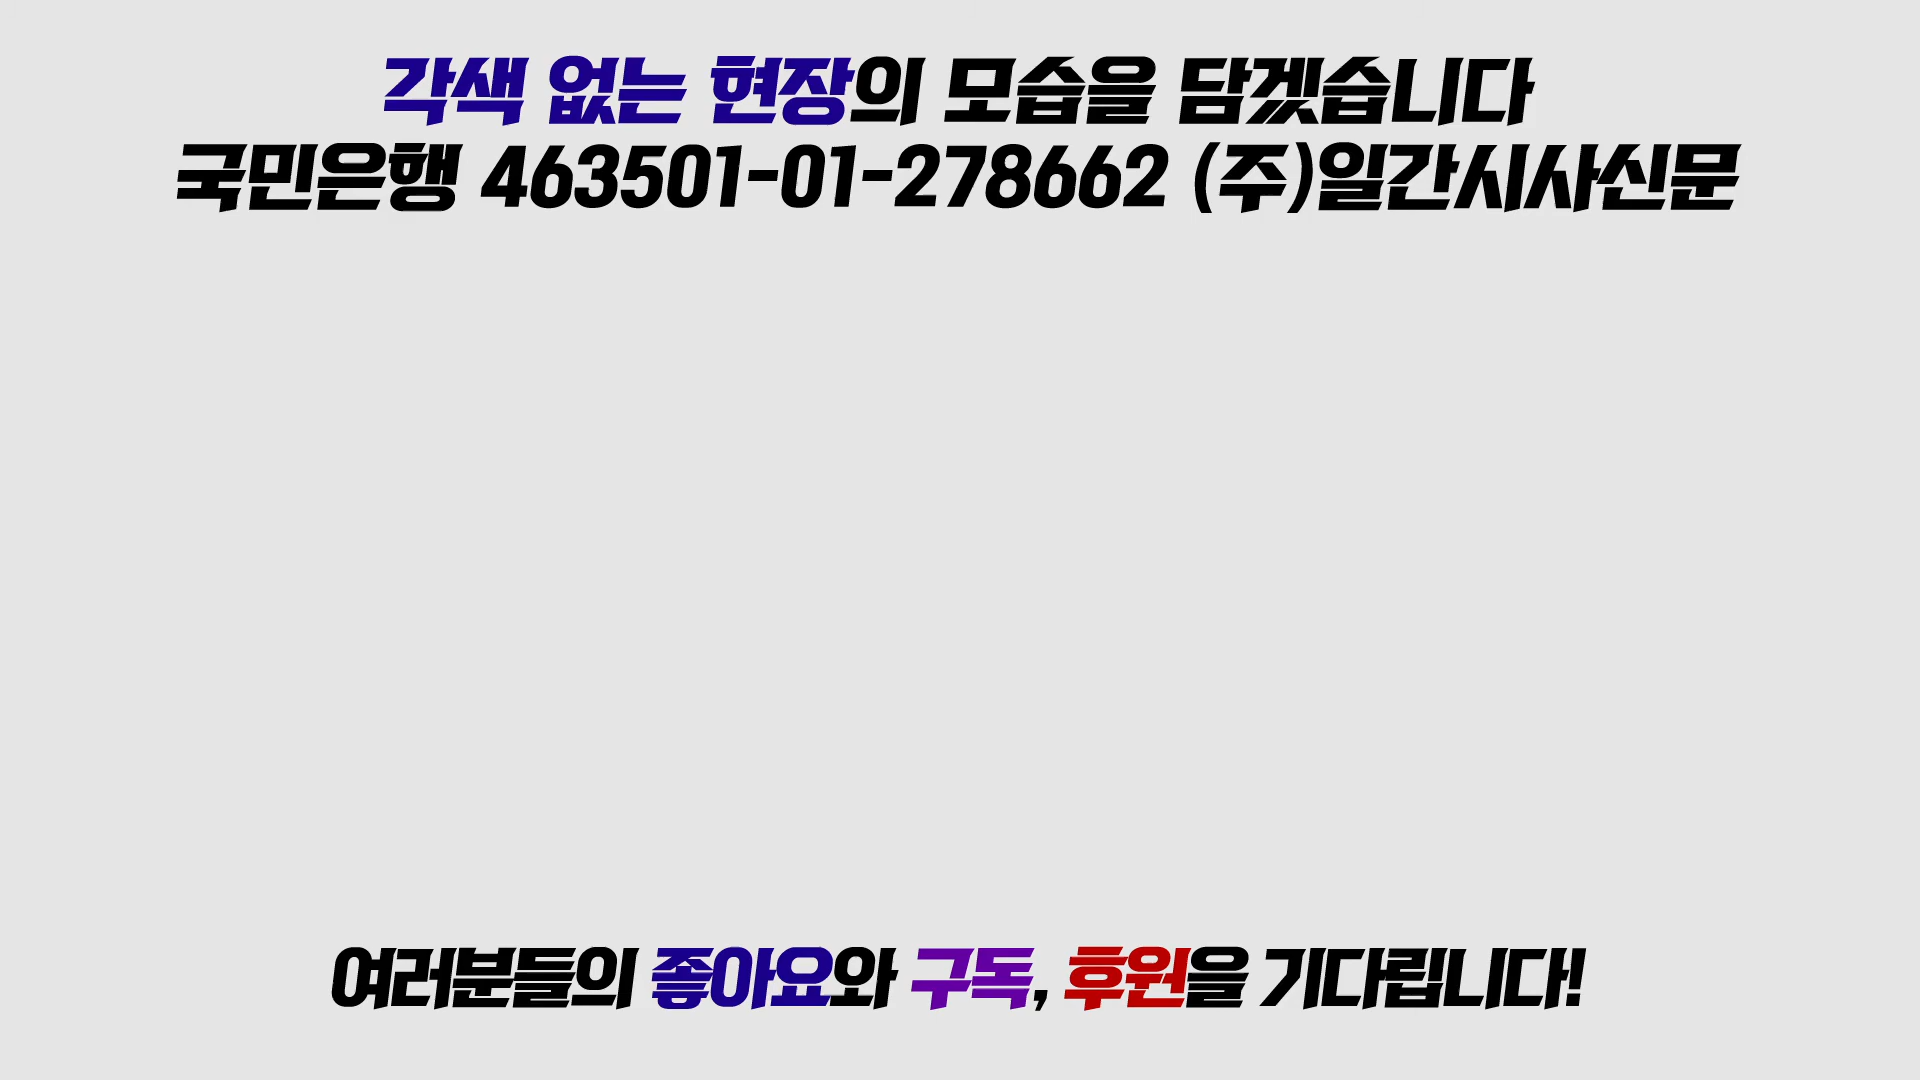 각색 없는 현장의 모습을 담겠습니다
국민은행 463501-01-278662 (주)일간시사신문
여러분들의 좋아요와 구독, 후원을 기다립니다!